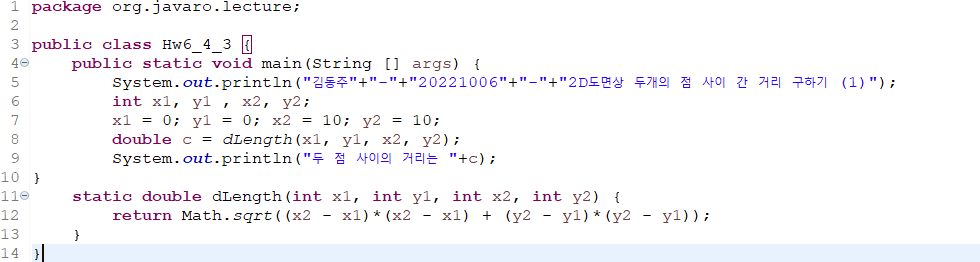 1 package org.javaro.lecture;
2
3 public class Hw6_4_3 {
4     public static void main(String [] args) {
5         System.out.println("김동주"+"-"+"20221006"+"-"+"2D도면상 두개의 점 사이 간 거리 구하기 (1)");
6         int x1, y1 , x2, y2;
7         x1 = 0; y1 = 0; x2 = 10; y2 = 10;
8         double c = dLength(x1, y1, x2, y2);
9         System.out.println("두 점 사이의 거리는 "+c);
10 }
11     static double dLength(int x1, int y1, int x2, int y2) {
12         return Math.sqrt((x2 - x1)*(x2 - x1) + (y2 - y1)*(y2 - y1));
13     }
14 }